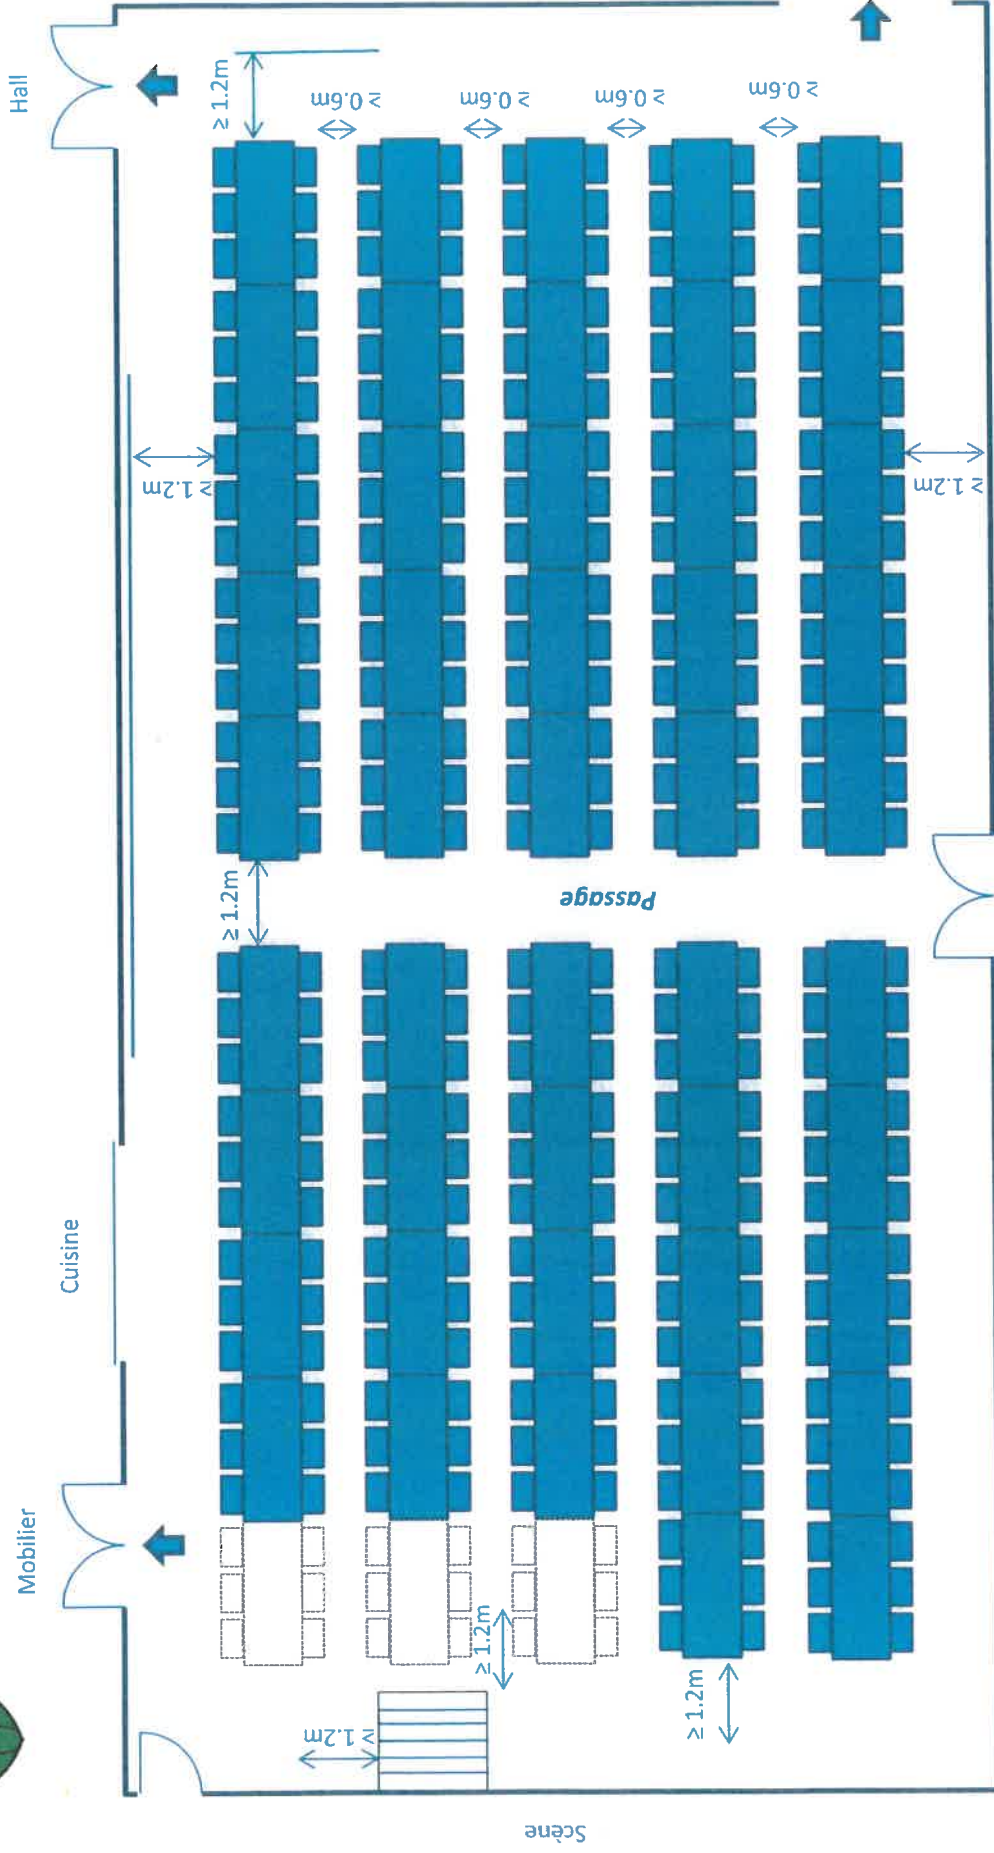 Hall
≥ 1.2m
≥ 0.6m
≥ 0.6m
≥ 0.6m
≥ 0.6m
≥ 1.2m
≥ 1.2m
≥ 1.2m
Passage
Cuisine
Mobilier
≥ 1.2m
≥ 1.2m
≥ 1.2m
Scène